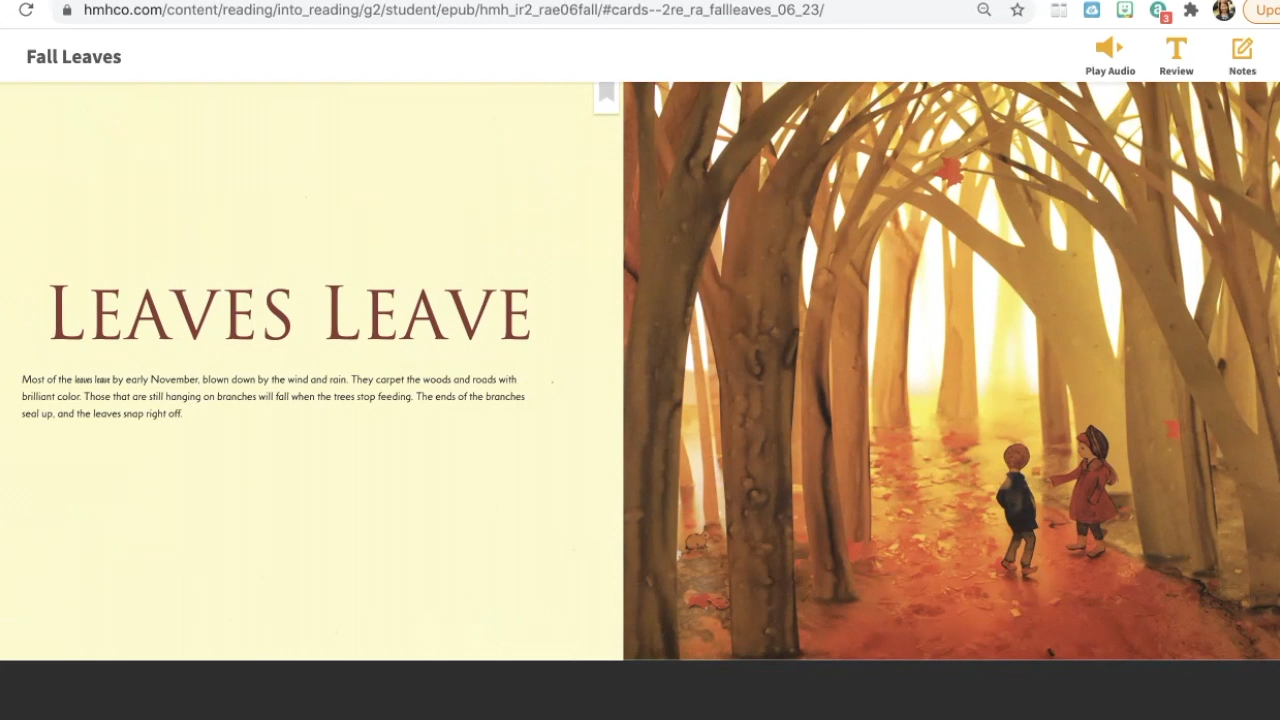 hmhco.com/content/reading/into_reading/g2/student/epub/hmh_ir2_rae06fall/#cards--2re_ra_fallleaves_06_23/
3
Upd
Fall Leaves
Play Audio
Review
Notes
LEAVES LEAVE
Most of the leaves leave by early November, blown down by the wind and rain. They carpet the woods and roads with
brilliant color. Those that are still hanging on branches will fall when the trees stop feeding. The ends of the branches
seal up, and the leaves snap right off.